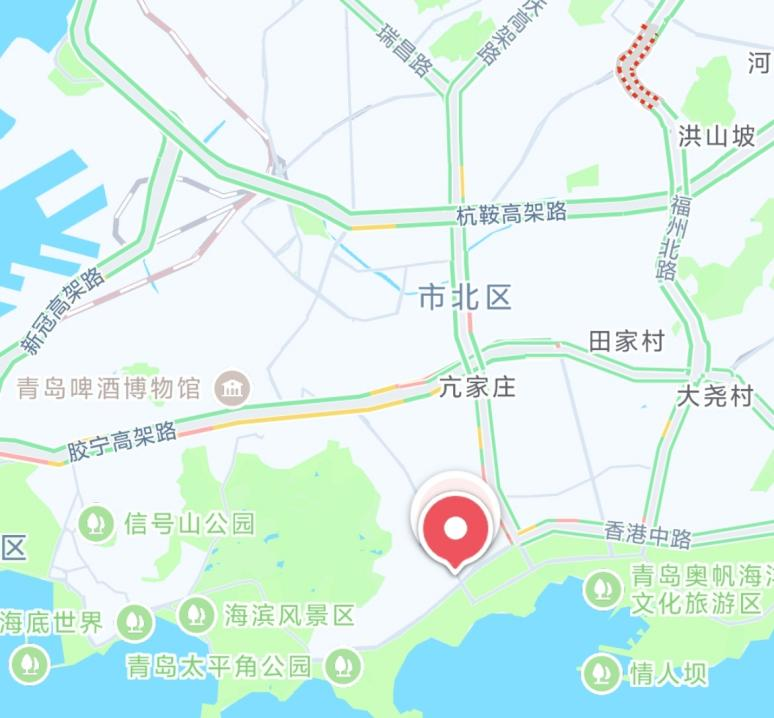 庆高架路
瑞昌路
河
洪山坡
杭鞍高架路
福州北路
新冠高架路
市北区
田家村
青岛啤酒博物馆
亢家庄
大尧村
胶宁高架路
信号山公园
香港中路
区
青岛奥帆海洋
文化旅游区
海底世界
海滨风景区
青岛太平角公园
情人坝